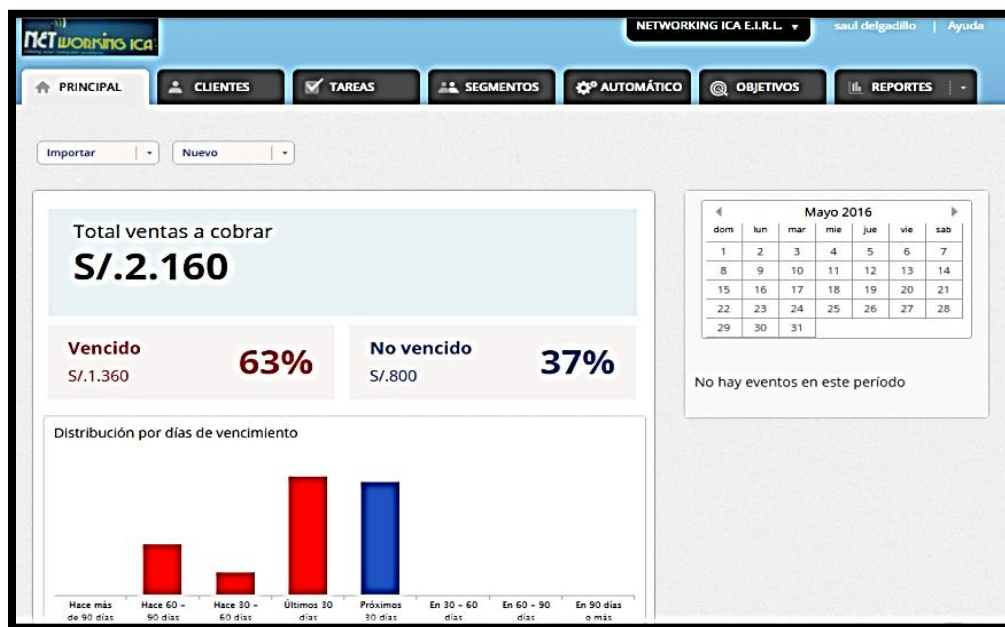 NETWORKING ICA
NETWORKING ICA E.I.R.L.
saul delgadillo | Ayuda
PRINCIPAL
CLIENTES
TAREAS
SEGMENTOS
AUTOMÁTICO
OBJETIVOS
REPORTES
Importar
Nuevo
Total ventas a cobrar
S/.2.160
Vencido
S/.1.360
63%
No vencido
S/.800
37%
Distribución por días de vencimiento
Hace más
de 90 días
Hace 60 –
90 días
Hace 30 –
60 días
Últimos 30
días
Próximos
30 días
En 30 – 60
días
En 60 – 90
días
En 90 días
o más
Mayo 2016
dom lun mar mie jue vie sab
1 2 3 4 5 6 7
8 9 10 11 12 13 14
15 16 17 18 19 20 21
22 23 24 25 26 27 28
29 30 31
No hay eventos en este período